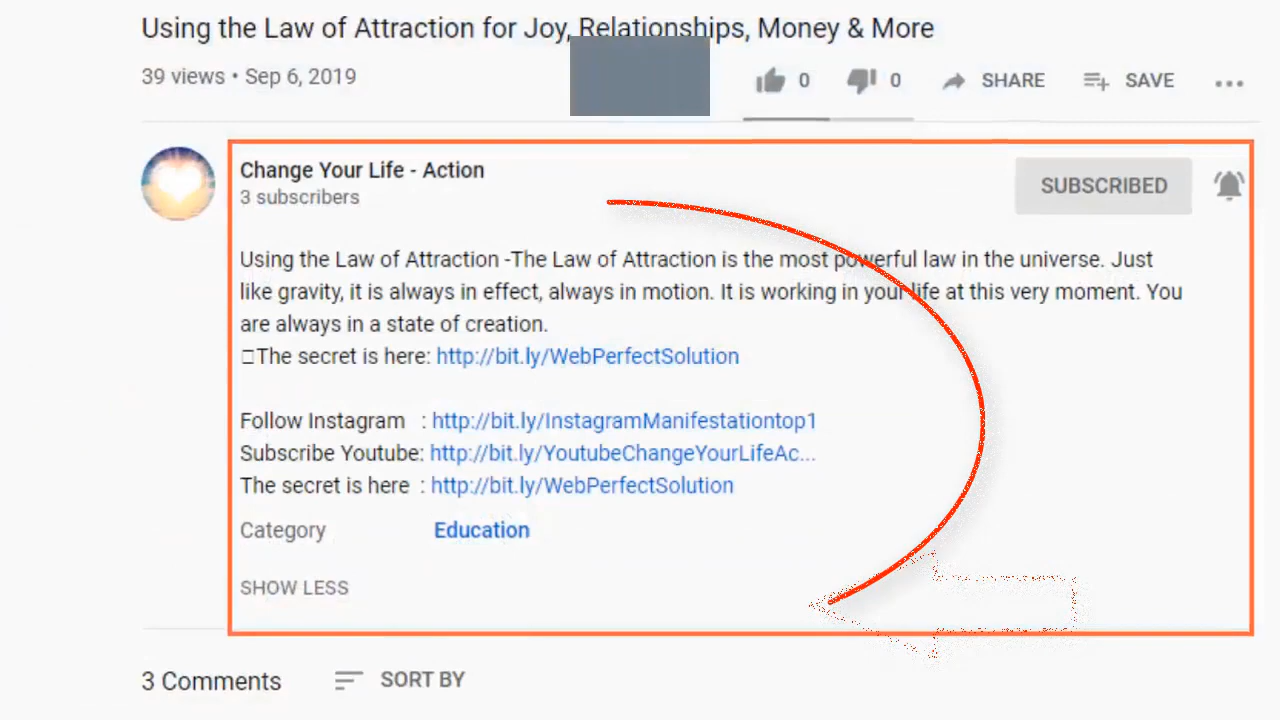 Using the Law of Attraction for Joy, Relationships, Money & More
39 views • Sep 6, 2019
0 0 SHARE SAVE
Change Your Life - Action
3 subscribers
SUBSCRIBED
Using the Law of Attraction -The Law of Attraction is the most powerful law in the universe. Just
like gravity, it is always in effect, always in motion. It is working in your life at this very moment. You
are always in a state of creation.
The secret is here: http://bit.ly/WebPerfectSolution
Follow Instagram : http://bit.ly/InstagramManifestationtop1
Subscribe Youtube: http://bit.ly/YoutubeChangeYourLifeAc...
The secret is here : http://bit.ly/WebPerfectSolution
Category Education
SHOW LESS
3 Comments SORT BY